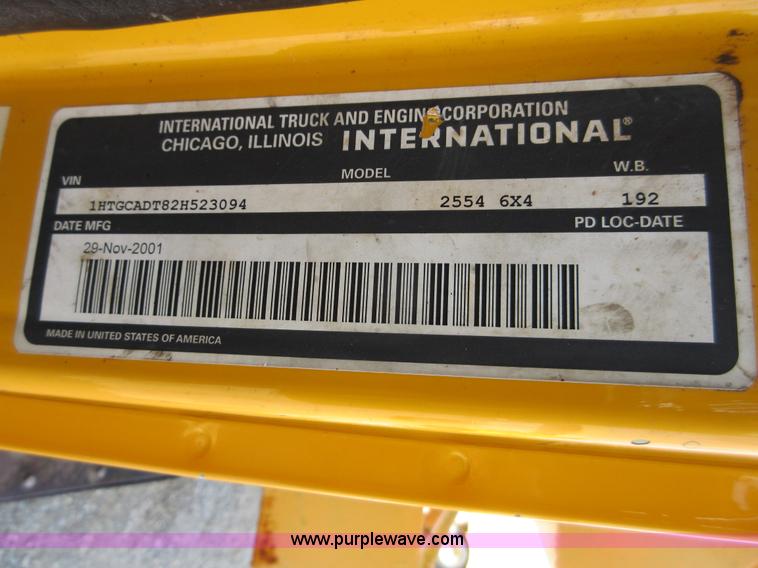 INTERNATIONAL TRUCK AND ENGINE CORPORATION
CHICAGO, ILLINOIS INTERNATIONAL®
VIN MODEL W.B.
1HTGCADT82H523094 2554 6X4 192
DATE MFG PD LOC-DATE
29-Nov-2001
MADE IN UNITED STATES OF AMERICA
www.purplewave.com